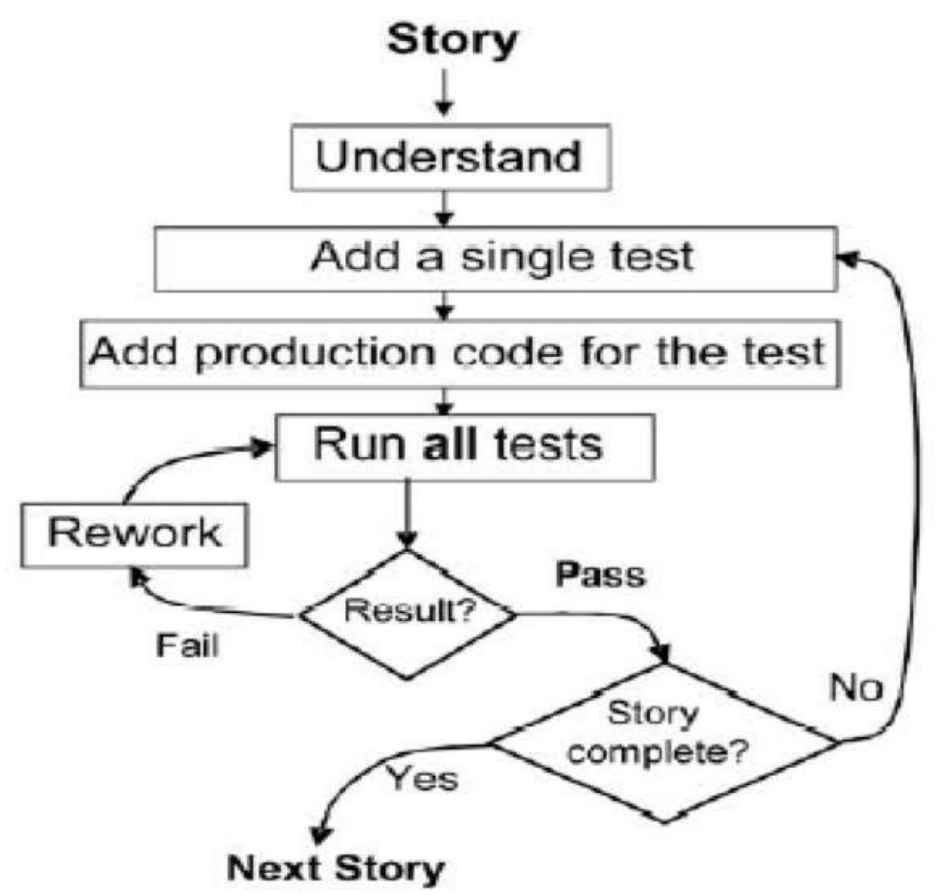 Story
Understand
Add a single test
Add production code for the test
Run all tests
Rework
Result?
Pass
Fail
Story
complete?
No
Yes
Next Story